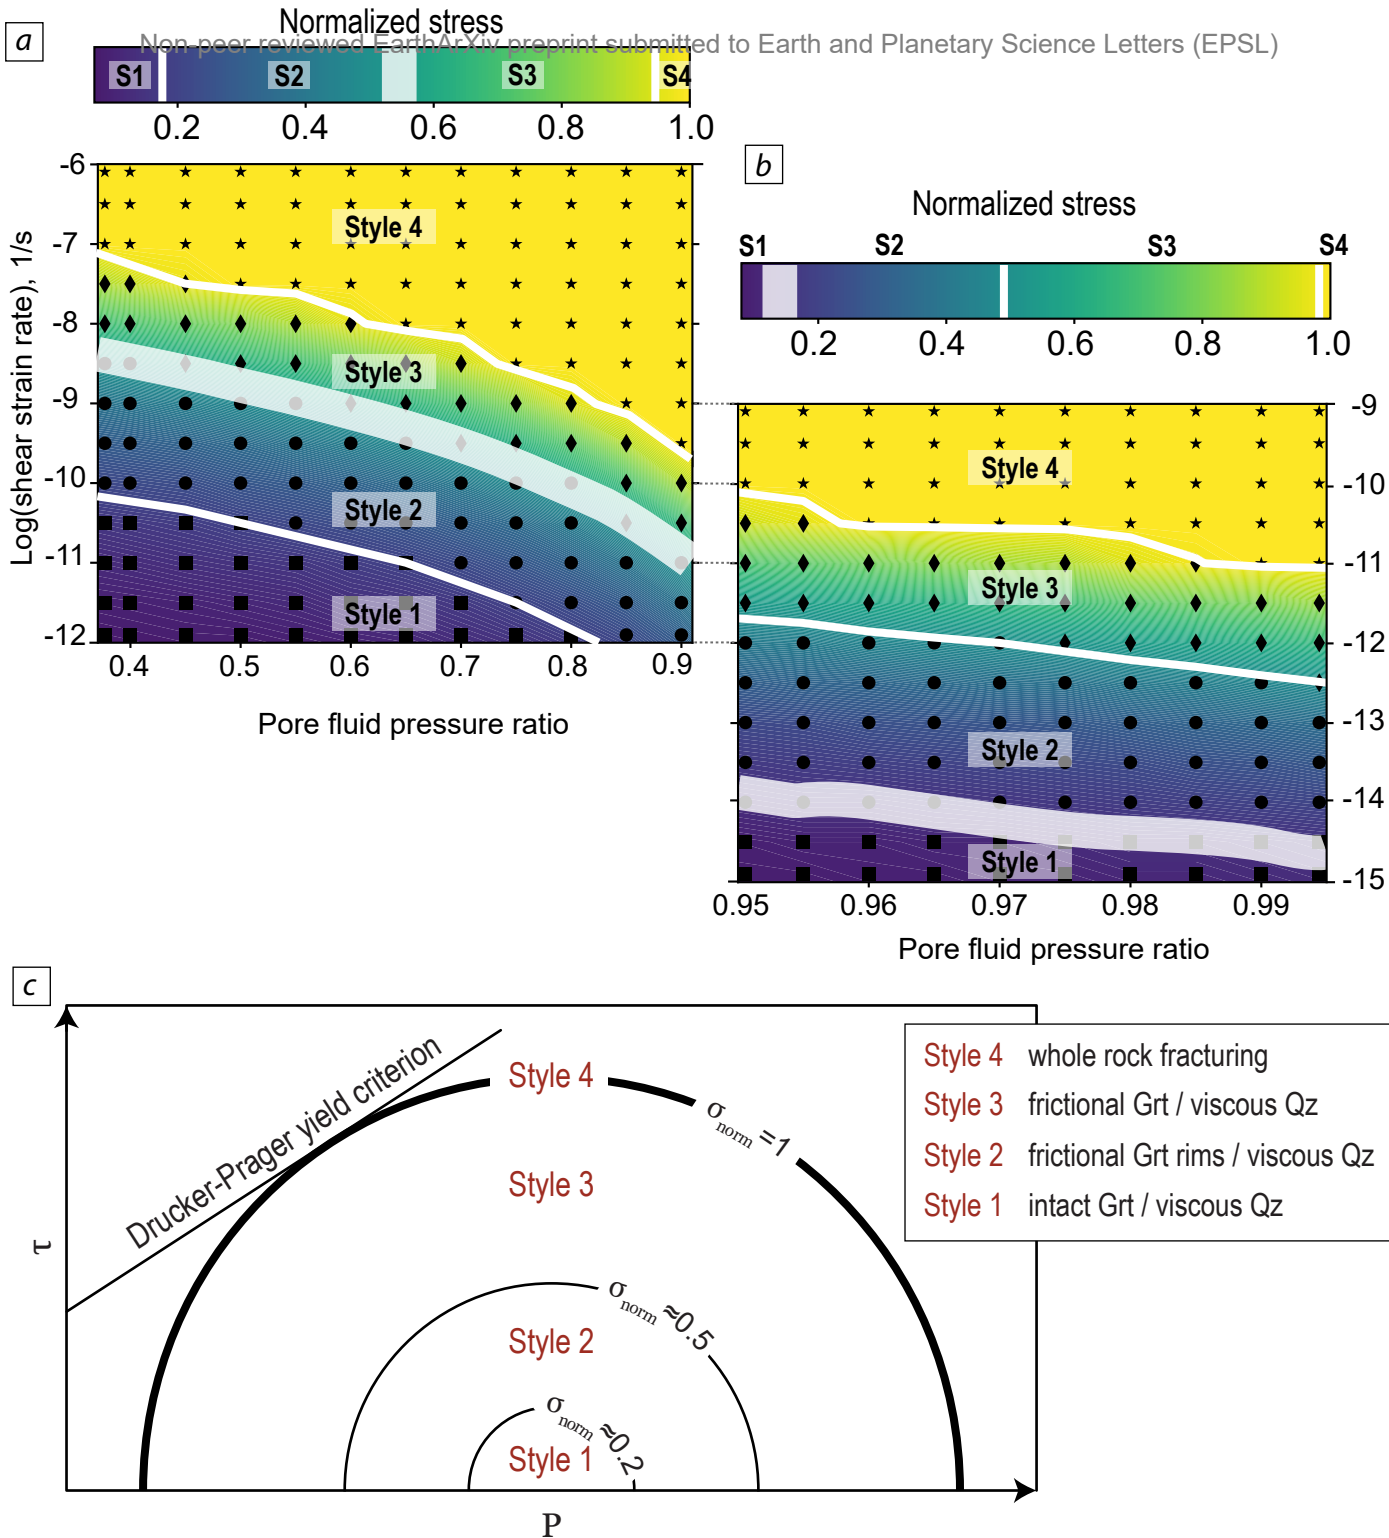 a
Normalized stress
Non-peer reviewed EarthArXiv preprint submitted to Earth and Planetary Science Letters (EPSL)
S1 S2 S3 S4
0.2 0.4 0.6 0.8 1.0
-6
-7
-8
-9
-10
-11
-12
Log(shear strain rate), 1/s
Style 4
Style 3
Style 2
Style 1
0.4 0.5 0.6 0.7 0.8 0.9
Pore fluid pressure ratio
b
Normalized stress
S1 S2 S3 S4
0.2 0.4 0.6 0.8 1.0
-9
-10
-11
-12
-13
-14
-15
Style 4
Style 3
Style 2
Style 1
0.95 0.96 0.97 0.98 0.99
Pore fluid pressure ratio
c
τ
P
Drucker-Prager yield criterion
Style 4
σnorm =1
Style 3
σnorm ≈0.5
Style 2
σnorm ≈0.2
Style 1
Style 4 whole rock fracturing
Style 3 frictional Grt / viscous Qz
Style 2 frictional Grt rims / viscous Qz
Style 1 intact Grt / viscous Qz